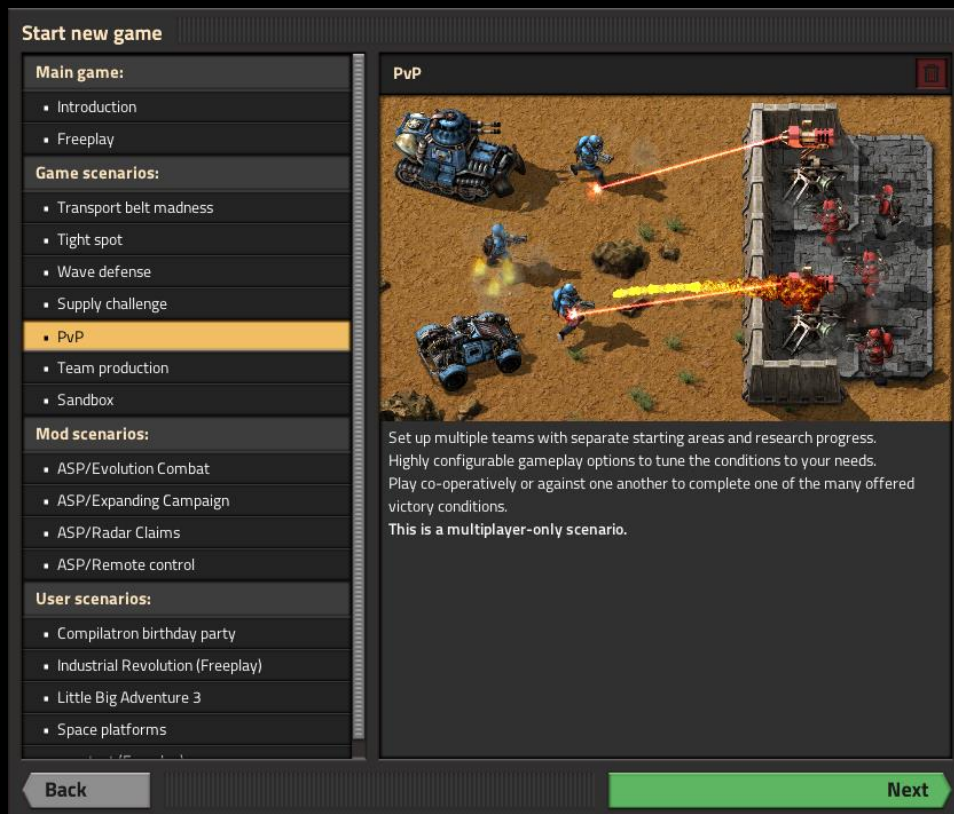 Start new game
Main game:
Introduction
Freeplay
Game scenarios:
Transport belt madness
Tight spot
Wave defense
Supply challenge
PvP
Team production
Sandbox
Mod scenarios:
ASP/Evolution Combat
ASP/Expanding Campaign
ASP/Radar Claims
ASP/Remote control
User scenarios:
Compilatron birthday party
Industrial Revolution (Freeplay)
Little Big Adventure 3
Space platforms
PvP
Set up multiple teams with separate starting areas and research progress.
Highly configurable gameplay options to tune the conditions to your needs.
Play co-operatively or against one another to complete one of the many offered
victory conditions.
This is a multiplayer-only scenario.
Back
Next